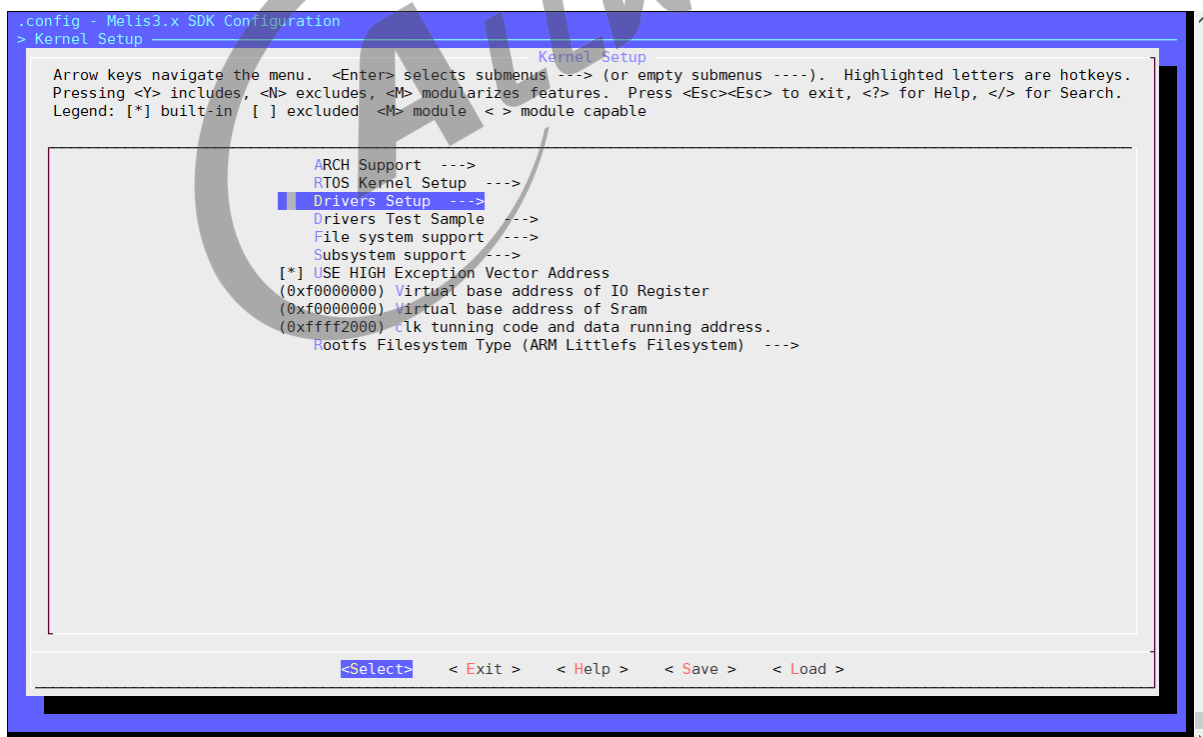 .config - Melis3.x SDK Configuration
> Kernel Setup
Kernel Setup
Arrow keys navigate the menu.  <Enter> selects submenus ---> (or empty submenus ----).  Highlighted letters are hotkeys.
Pressing <Y> includes, <N> excludes, <M> modularizes features.  Press <Esc><Esc> to exit, <?> for Help, </> for Search.
Legend: [*] built-in  [ ] excluded  <M> module  < > module capable
ARCH Support  --->
RTOS Kernel Setup  --->
Drivers Setup  --->
Drivers Test Sample  --->
File system support  --->
Subsystem support  --->
[*] USE HIGH Exception Vector Address
(0xf0000000) Virtual base address of IO Register
(0xf0000000) Virtual base address of Sram
(0xffff2000) clk tunning code and data running address.
Rootfs Filesystem Type (ARM Littlefs Filesystem)  --->
<Select>    < Exit >    < Help >    < Save >    < Load >